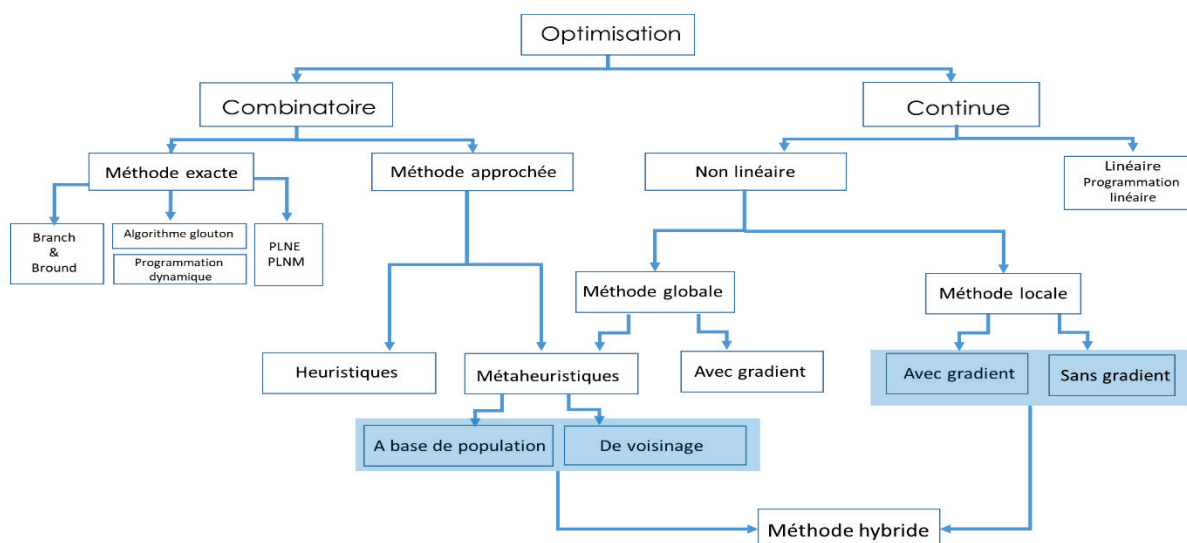 Optimisation
Combinatoire
Continue
Méthode exacte
Méthode approchée
Non linéaire
Linéaire
Programmation
linéaire
Branch
&
Bround
Algorithme glouton
Programmation
dynamique
PLNE
PLNM
Méthode globale
Méthode locale
Heuristiques
Métaheuristiques
Avec gradient
Avec gradient
Sans gradient
A base de population
De voisinage
Méthode hybride